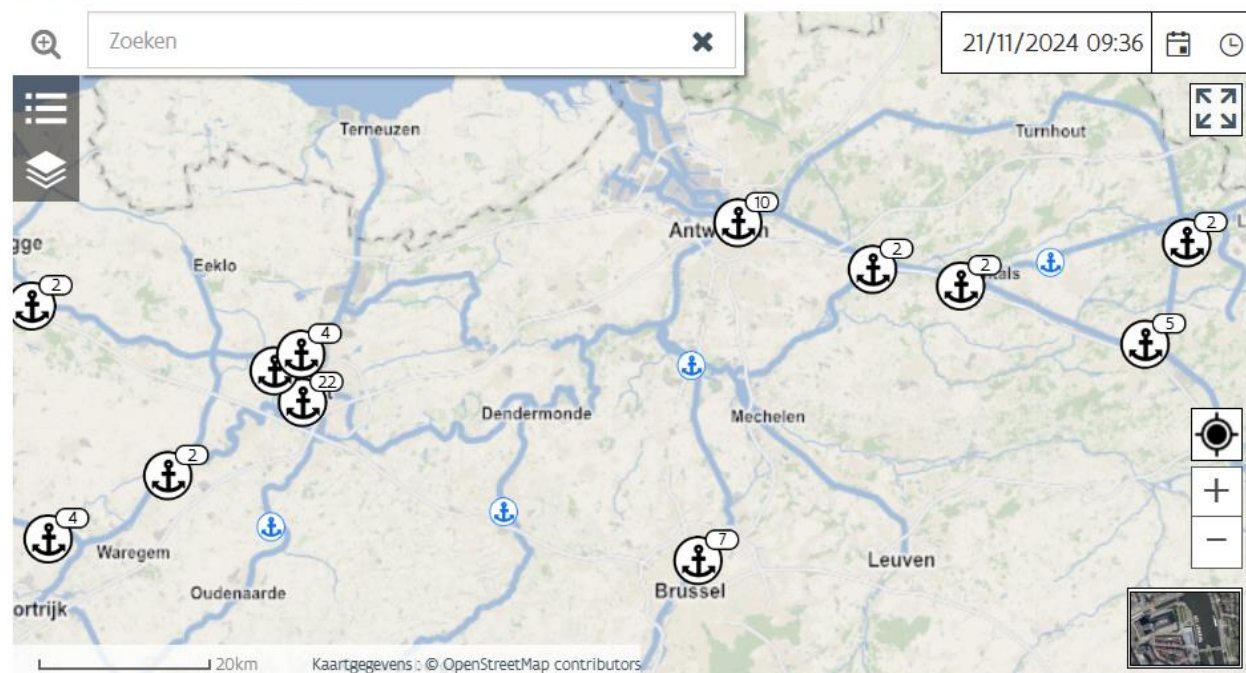 Zoeken
21/11/2024 09:36
Terneuzen
Turnhout
10
2
gge
Eeklo
2
2
2
4
5
22
Dendermonde
Mechelen
2
4
Waregem
7
Leuven
Oudenaarde
Brussel
ortrijk
20km
Kaartgegevens : © OpenStreetMap contributors